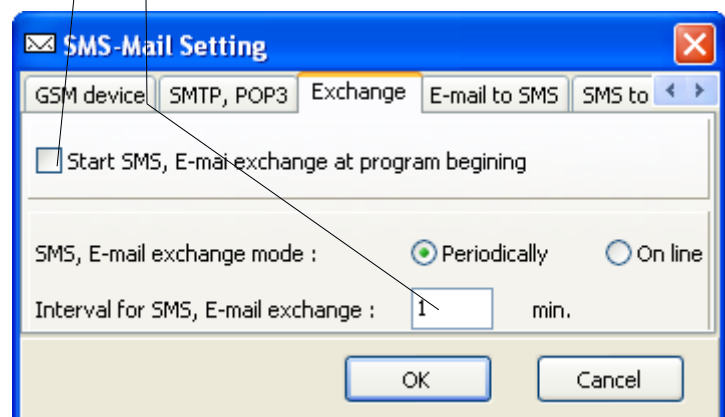 SMS-Mail Setting
GSM device SMTP, POP3 Exchange E-mail to SMS SMS to
Start SMS, E-mai exchange at program begining
SMS, E-mail exchange mode : Periodically On line
Interval for SMS, E-mail exchange : 1 min.
OK Cancel